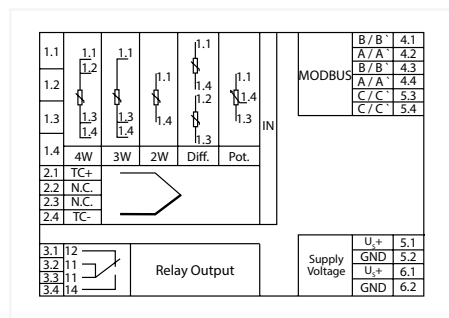 1.1
1.2
1.3
1.4
1.1
1.2
1.3
1.4
4W
1.1
1.3
1.4
3W
1.1
1.4
2W
1.1
1.4
1.2
1.3
Diff.
1.1
1.4
1.3
Pot.
IN
2.1 TC+
2.2 N.C.
2.3 N.C.
2.4 TC-
3.1 12
3.2 11
3.3 11
3.4 14
Relay Output
MODBUS
B / B` 4.1
A / A` 4.2
B / B` 4.3
A / A` 4.4
C / C` 5.3
C / C` 5.4
Supply
Voltage
US+ 5.1
GND 5.2
US+ 6.1
GND 6.2